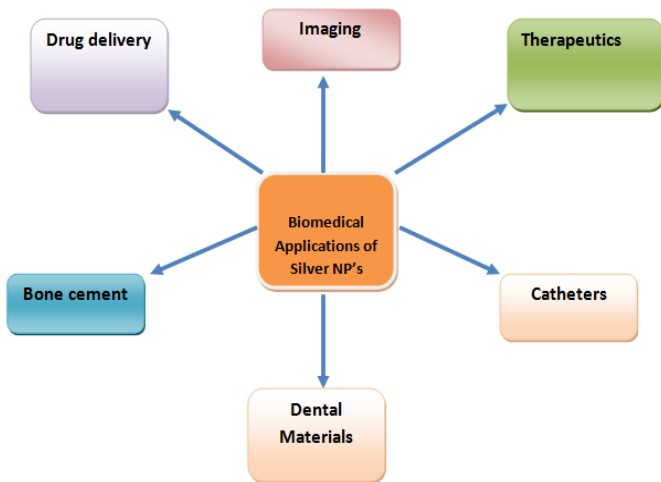 Drug delivery
Imaging
Therapeutics
Biomedical
Applications of
Silver NP's
Bone cement
Catheters
Dental
Materials